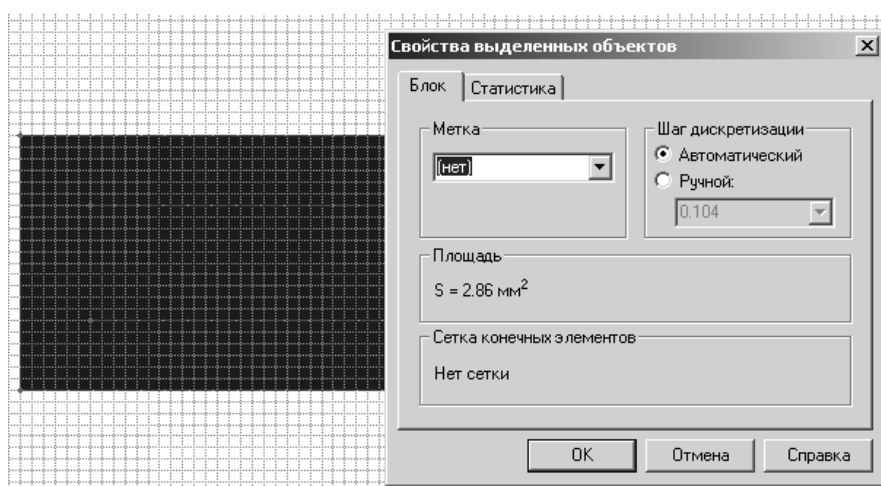 Свойства выделенных объектов
Блок
Статистика
Метка
(нет)
Шаг дискретизации
Автоматический
Ручной:
0.104
Площадь
S = 2.86 мм²
Сетка конечных элементов
Нет сетки
OK
Отмена
Справка